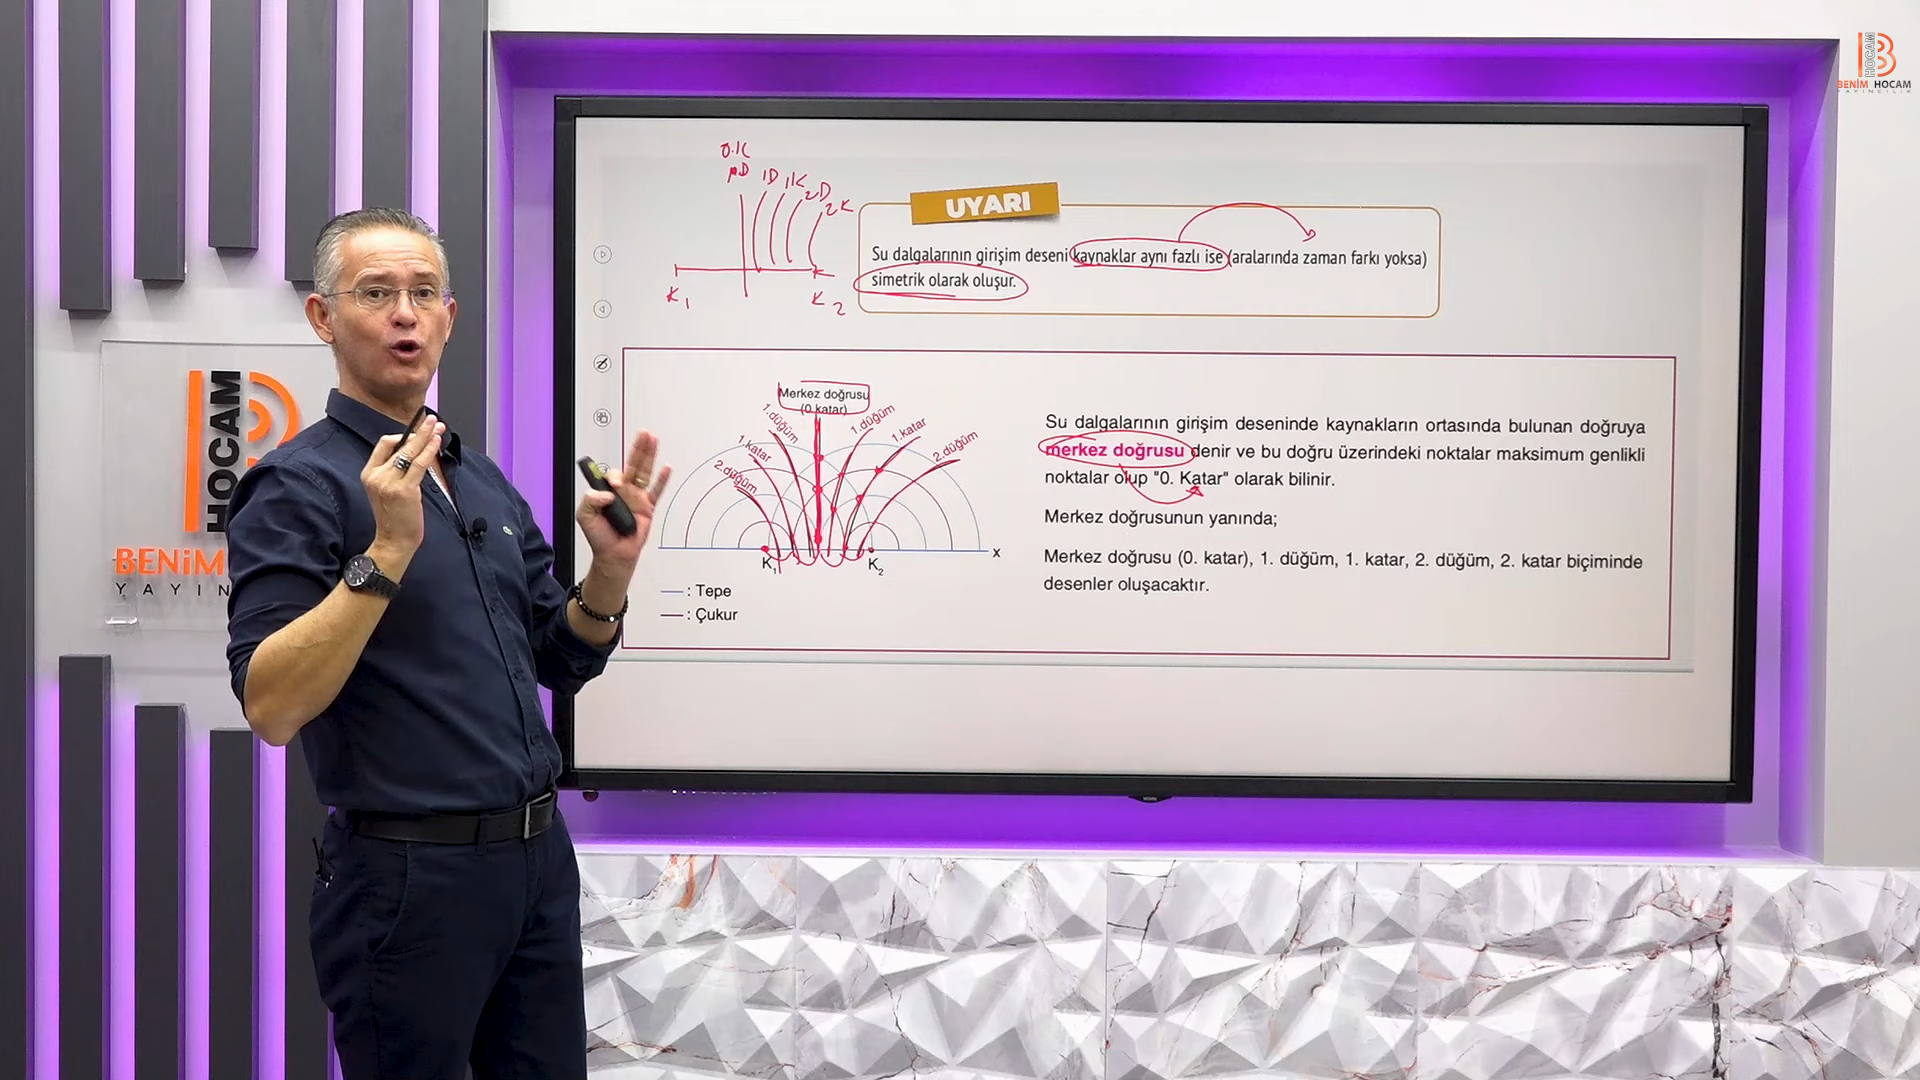 BENİM HOCAM
YAYINCILIK
0.K
MD 1D 1K 2D 2K
K1 K2
UYARI
Su dalgalarının girişim deseni kaynaklar aynı fazlı ise (aralarında zaman farkı yoksa)
simetrik olarak oluşur.
HOCAM
BENİM
YAYIN
Merkez doğrusu
(0 katar)
1.düğüm
1.katar
2.düğüm
1.düğüm
1.katar
2.düğüm
K1 K2 x
: Tepe
: Çukur
Su dalgalarının girişim deseninde kaynakların ortasında bulunan doğruya
merkez doğrusu denir ve bu doğru üzerindeki noktalar maksimum genlikli
noktalar olup "0. Katar" olarak bilinir.
Merkez doğrusunun yanında;
Merkez doğrusu (0. katar), 1. düğüm, 1. katar, 2. düğüm, 2. katar biçiminde
desenler oluşacaktır.